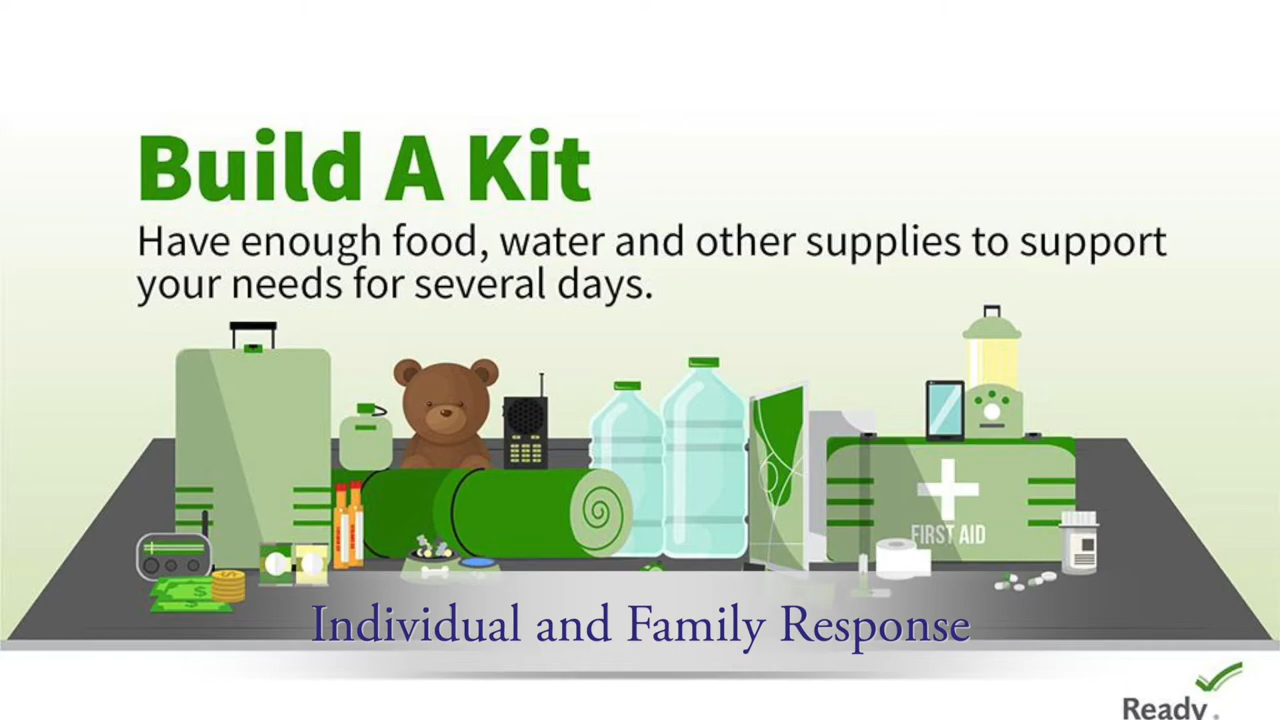 Build A Kit
Have enough food, water and other supplies to support
your needs for several days.
FIRST AID
Individual and Family Response
Ready